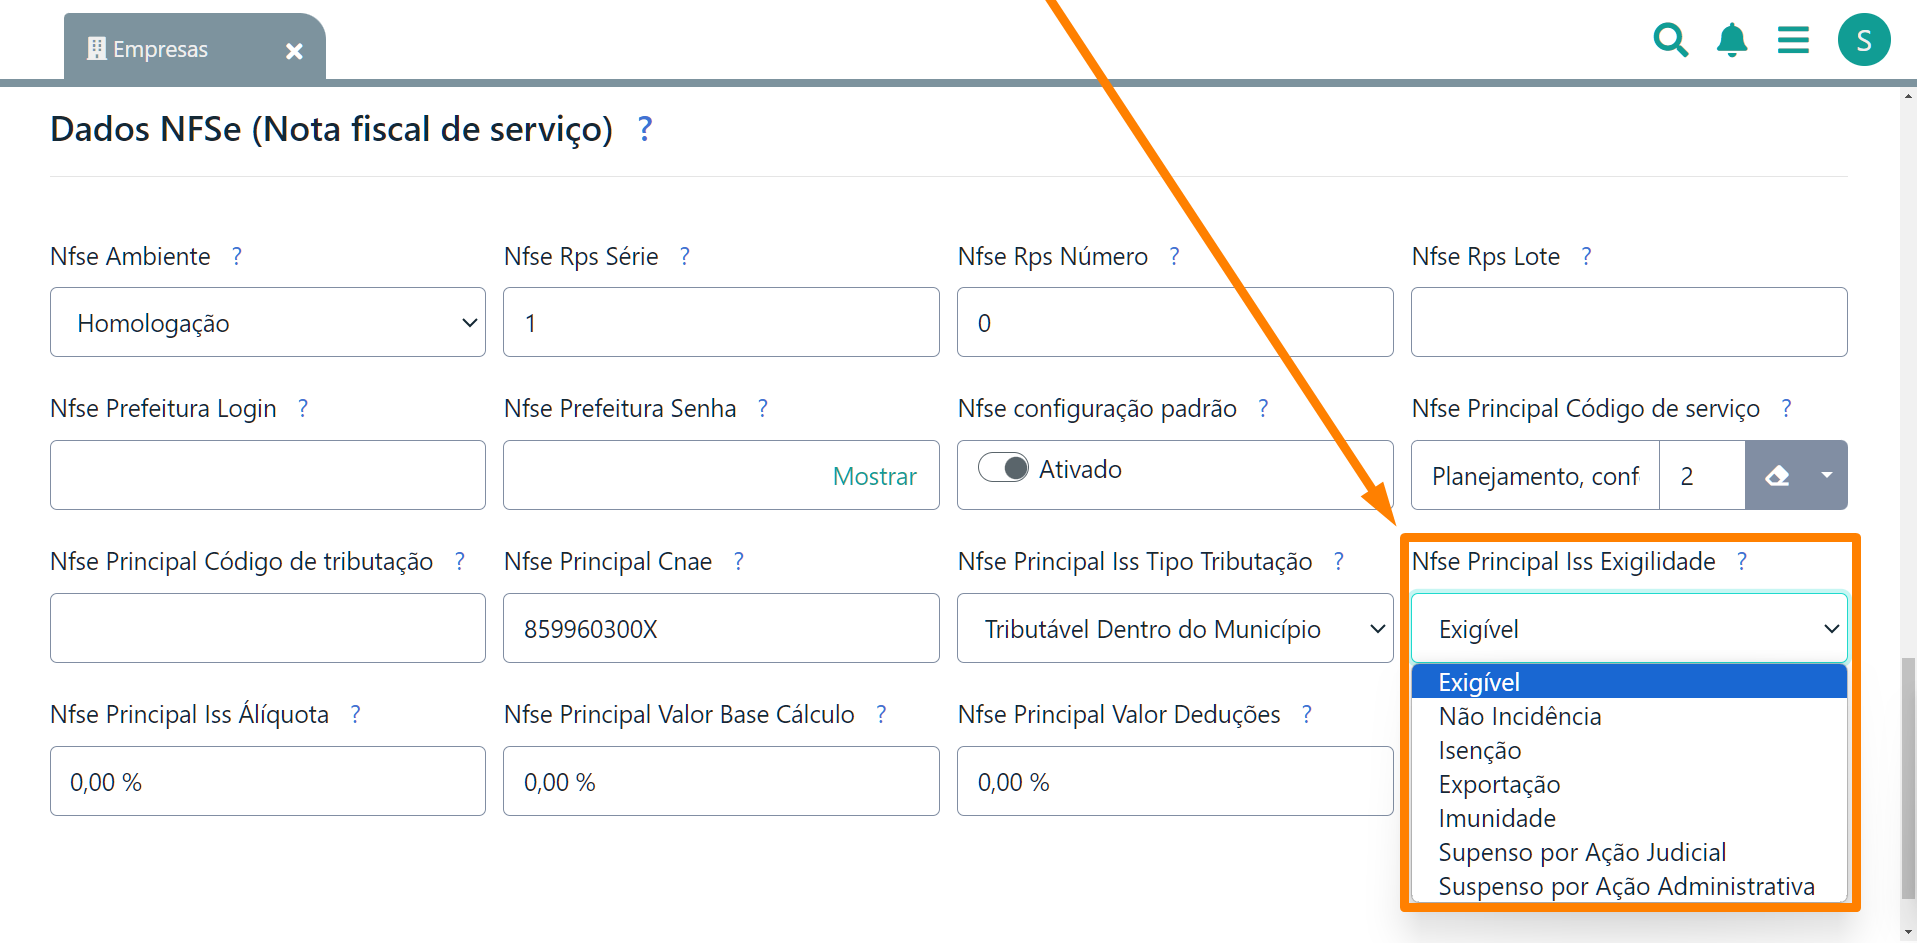 Empresas
S
Dados NFSe (Nota fiscal de serviço) ?
Nfse Ambiente ?
Nfse Rps Série ?
Nfse Rps Número ?
Nfse Rps Lote ?
Homologação
1
0
Nfse Prefeitura Login ?
Nfse Prefeitura Senha ?
Nfse configuração padrão ?
Nfse Principal Código de serviço ?
Mostrar
Ativado
Planejamento, conf
2
Nfse Principal Código de tributação ?
Nfse Principal Cnae ?
Nfse Principal Iss Tipo Tributação ?
Nfse Principal Iss Exigilidade ?
859960300X
Tributável Dentro do Município
Exigível
Exigível
Não Incidência
Isenção
Exportação
Imunidade
Supenso por Ação Judicial
Suspenso por Ação Administrativa
Nfse Principal Iss Álíquota ?
Nfse Principal Valor Base Cálculo ?
Nfse Principal Valor Deduções ?
0,00 %
0,00 %
0,00 %